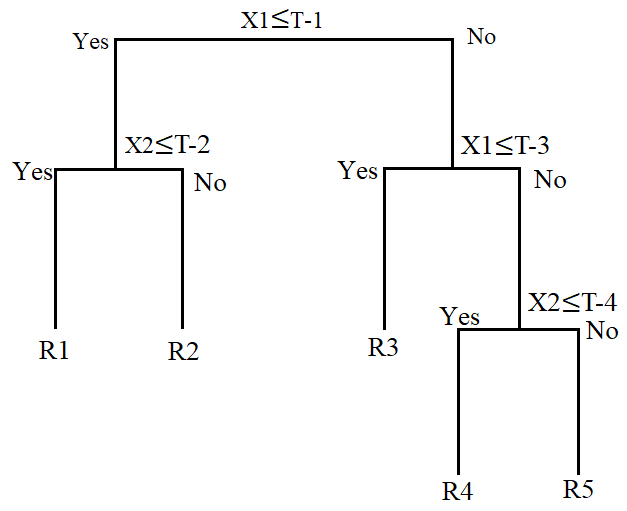 X1≤T-1
Yes
No
X2≤T-2
X1≤T-3
Yes
No
Yes
No
X2≤T-4
Yes
No
R1
R2
R3
R4
R5